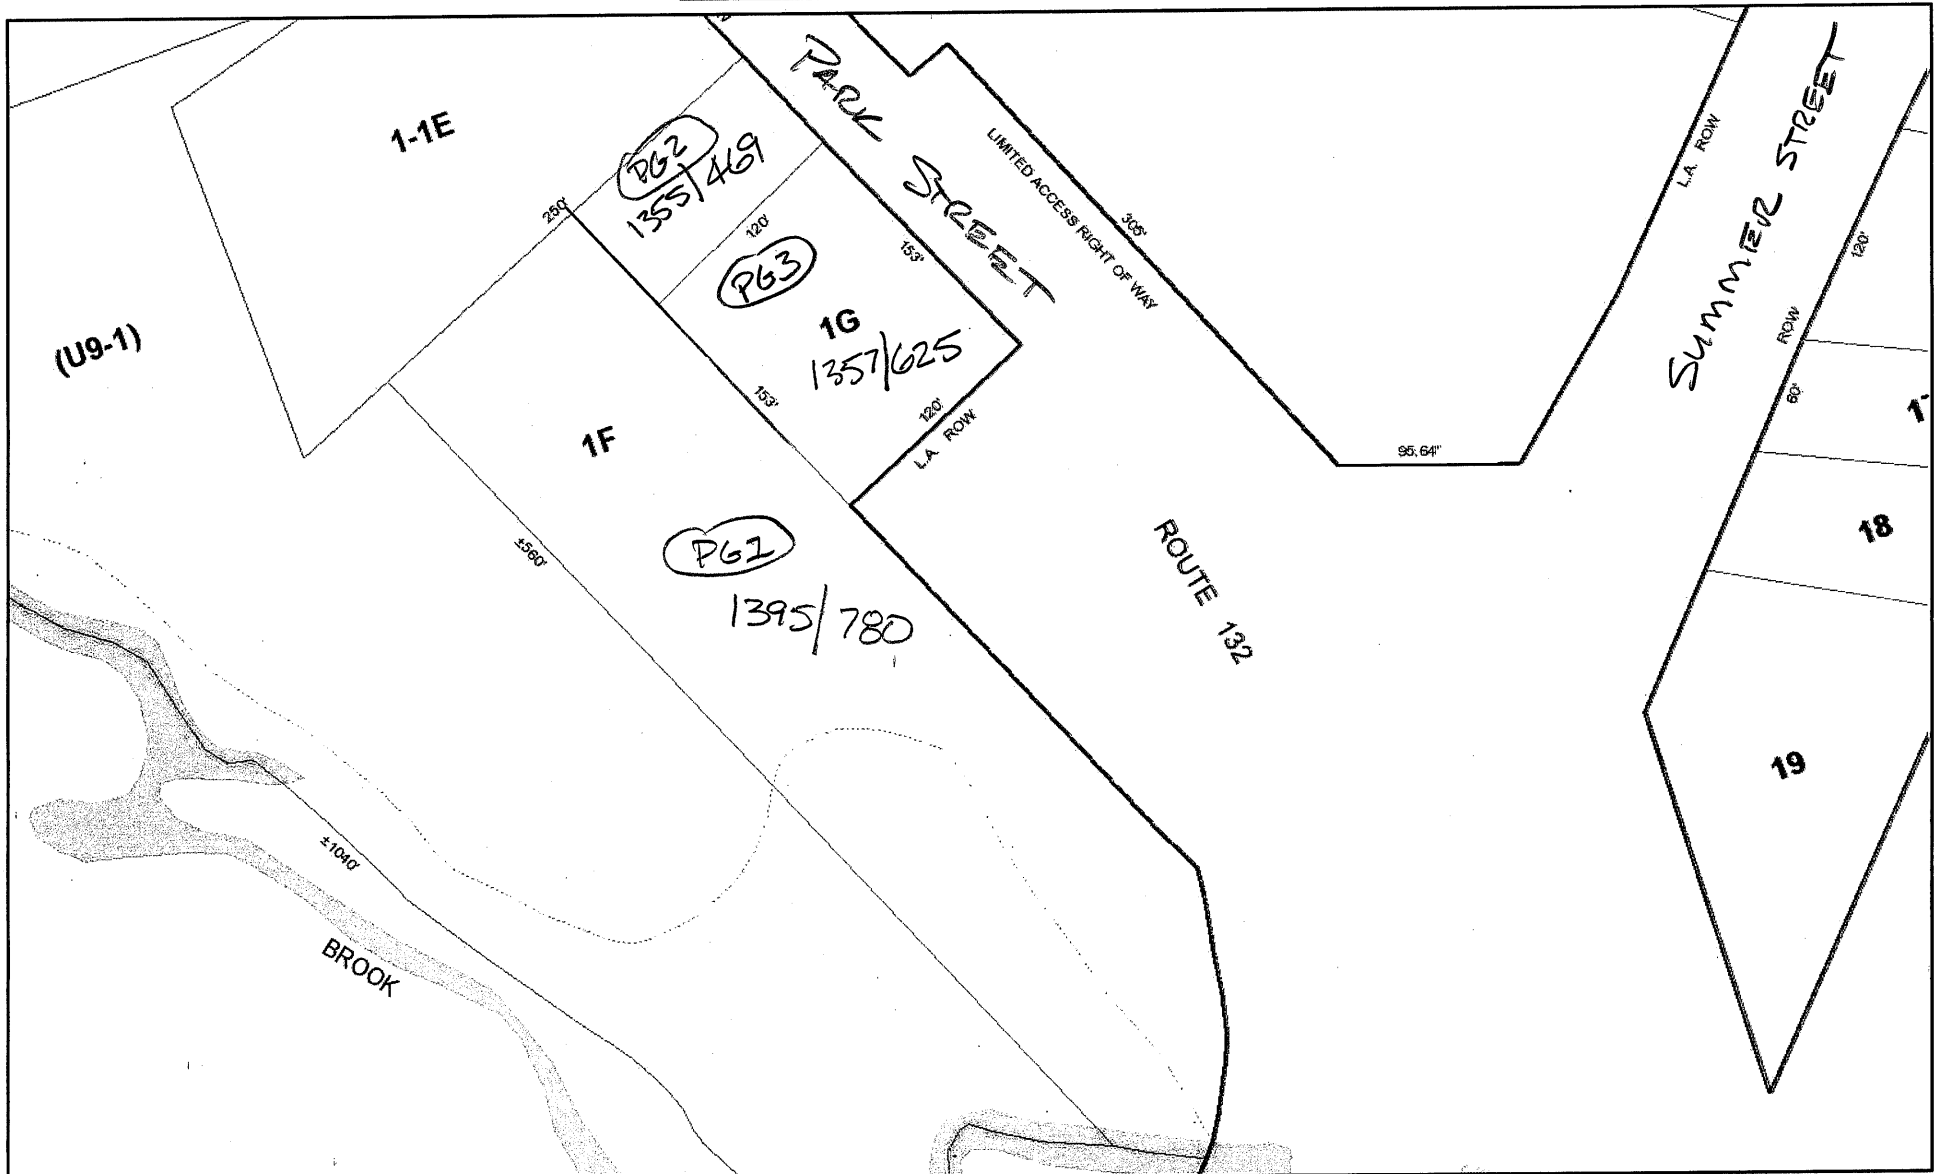 1-1E
PG2
1355/469
PARK STREET
LIMITED ACCESS RIGHT OF WAY
305'
L.A. ROW
SUMMER STREET
120'
ROW
60'
250'
120'
PG3
153'
1G
1357/625
(U9-1)
153'
120'
L.A. ROW
1F
95.64'
18
±560'
PG1
1395/780
ROUTE 132
19
±1040'
BROOK